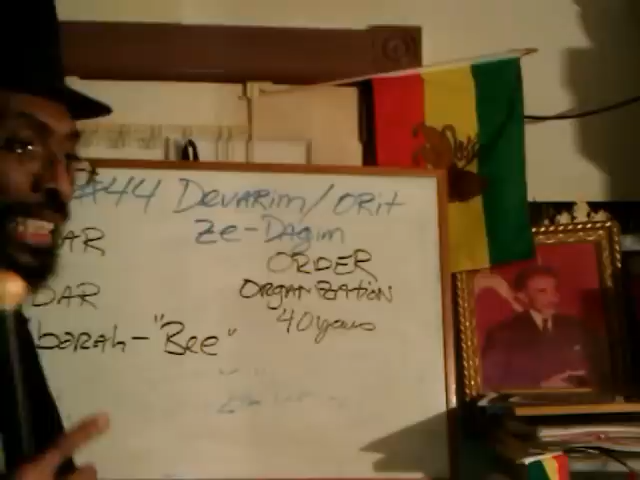 #44 Devarim/Orit
Ze-Dagim
AR
ORDER
DAR
ORGANIZATION
40 years
barah-"Bee"